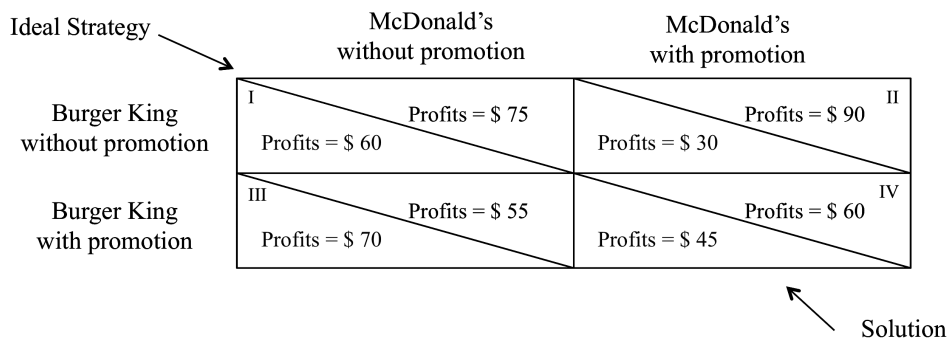 Ideal Strategy
McDonald's
without promotion
McDonald's
with promotion
Burger King
without promotion
I
Profits = $ 75
Profits = $ 60
II
Profits = $ 90
Profits = $ 30
Burger King
with promotion
III
Profits = $ 55
Profits = $ 70
IV
Profits = $ 60
Profits = $ 45
Solution